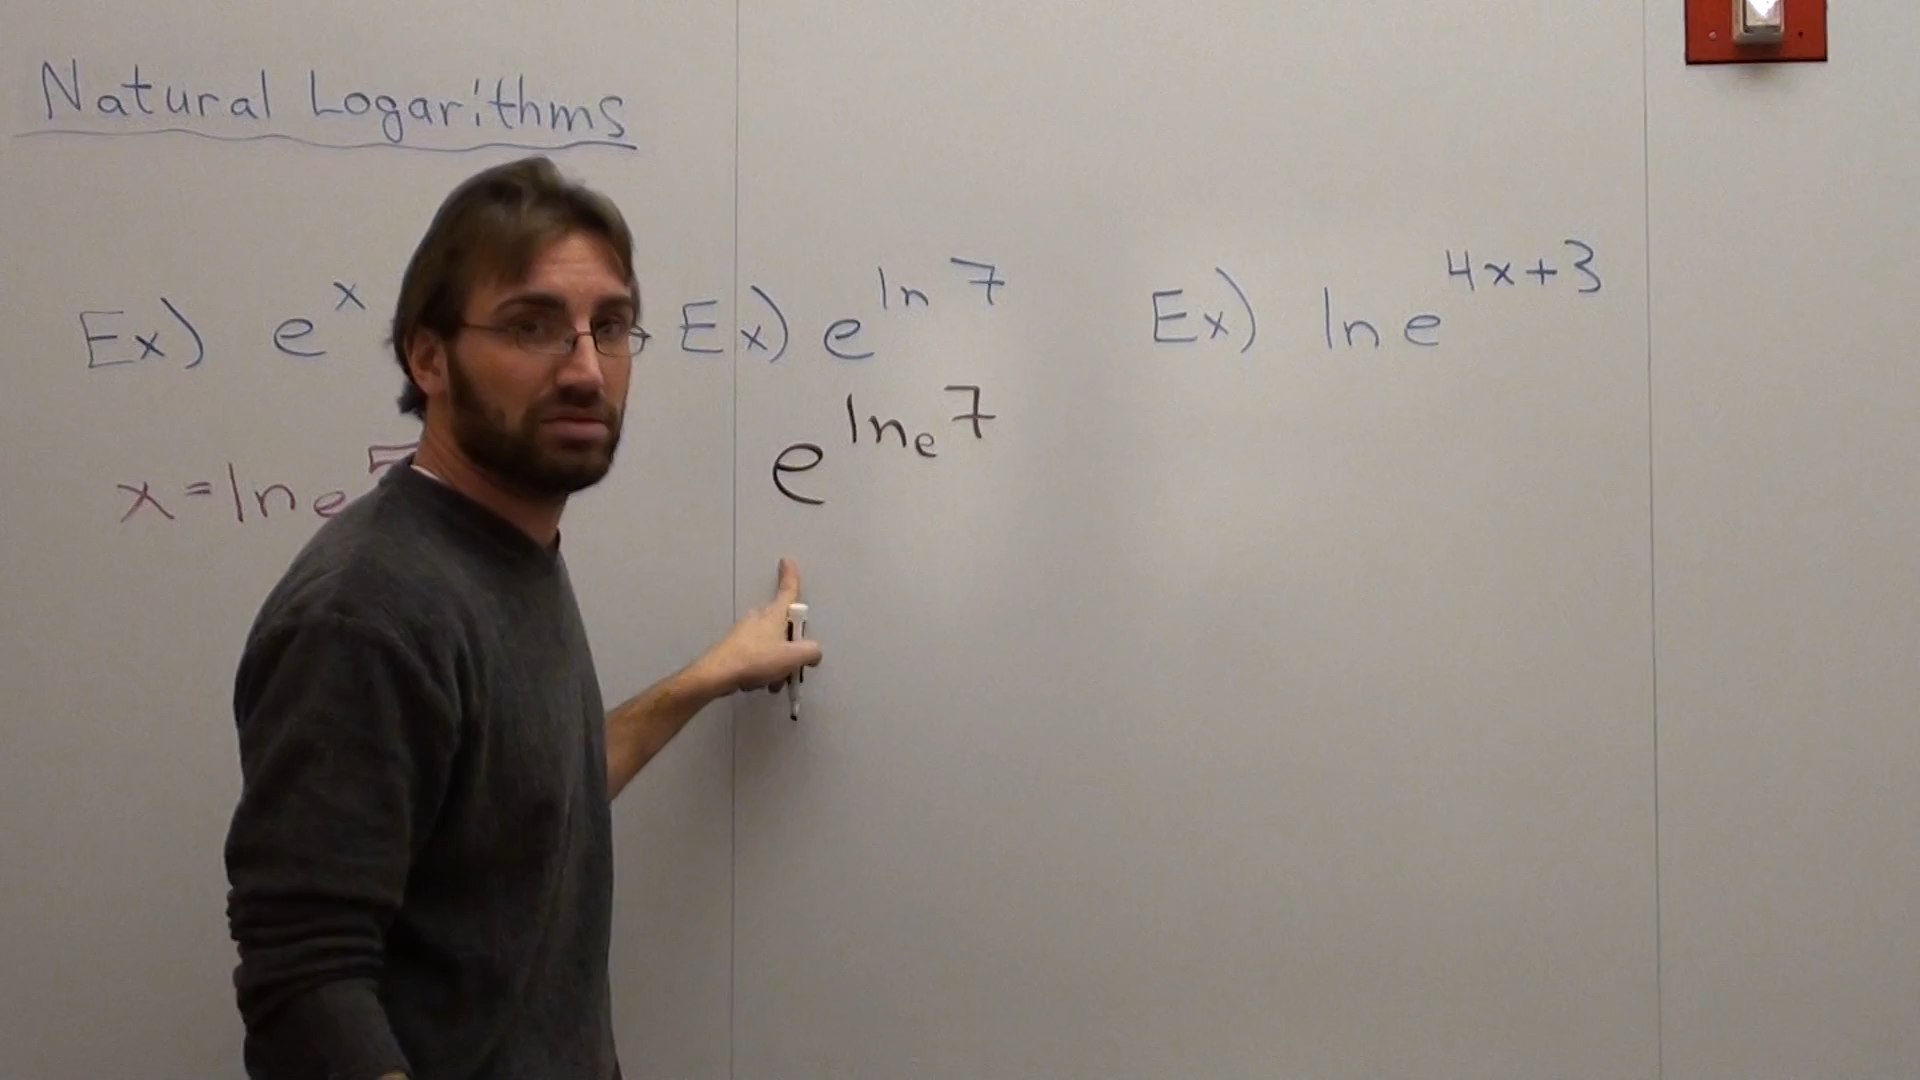 Natural Logarithms
Ex) e^x
Ex) e^ln 7
Ex) ln e^4x+3
x = ln e
e^ln_e 7